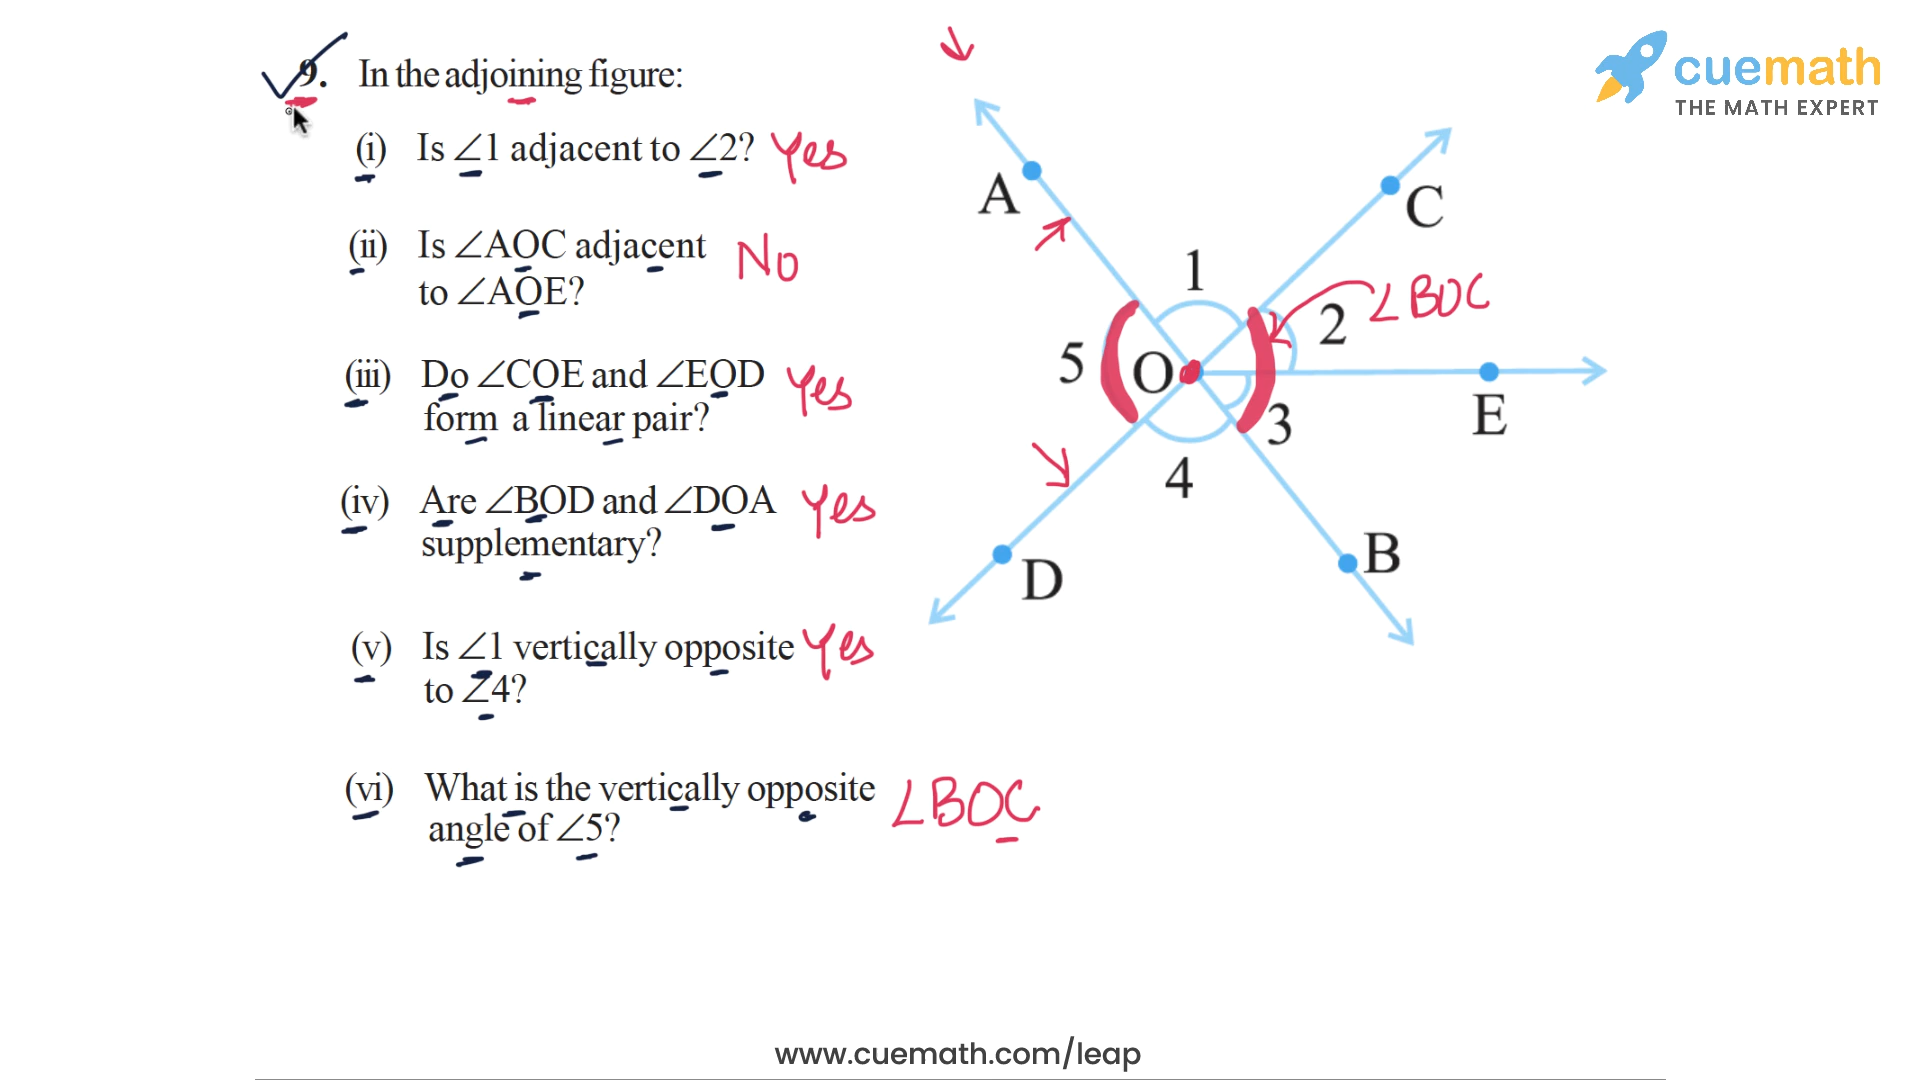 9. In the adjoining figure:
(i) Is ∠1 adjacent to ∠2? Yes
(ii) Is ∠AOC adjacent No
to ∠AOE?
(iii) Do ∠COE and ∠EOD Yes
form a linear pair?
(iv) Are ∠BOD and ∠DOA Yes
supplementary?
(v) Is ∠1 vertically opposite Yes
to ∠4?
(vi) What is the vertically opposite ∠BOC
angle of ∠5?
cuemath
THE MATH EXPERT
A
C
1
∠BOC
2
5
O
E
3
4
B
D
www.cuemath.com/leap